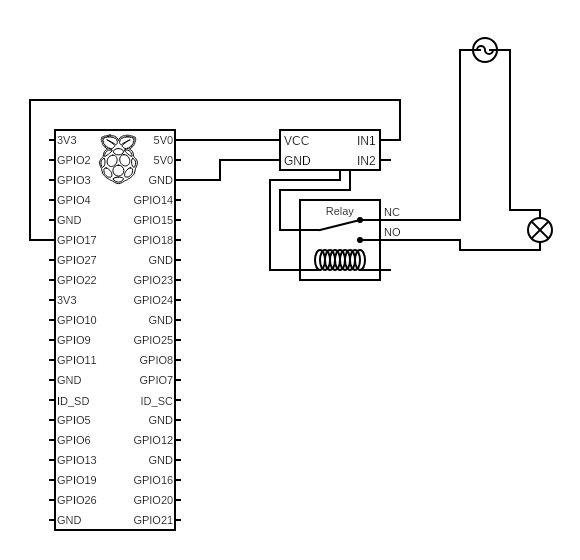 3V3 5V0
GPIO2 5V0
GPIO3 GND
GPIO4 GPIO14
GND GPIO15
GPIO17 GPIO18
GPIO27 GND
GPIO22 GPIO23
3V3 GPIO24
GPIO10 GND
GPIO9 GPIO25
GPIO11 GPIO8
GND GPIO7
ID_SD ID_SC
GPIO5 GND
GPIO6 GPIO12
GPIO13 GND
GPIO19 GPIO16
GPIO26 GPIO20
GND GPIO21
VCC IN1
GND IN2
Relay
NC
NO